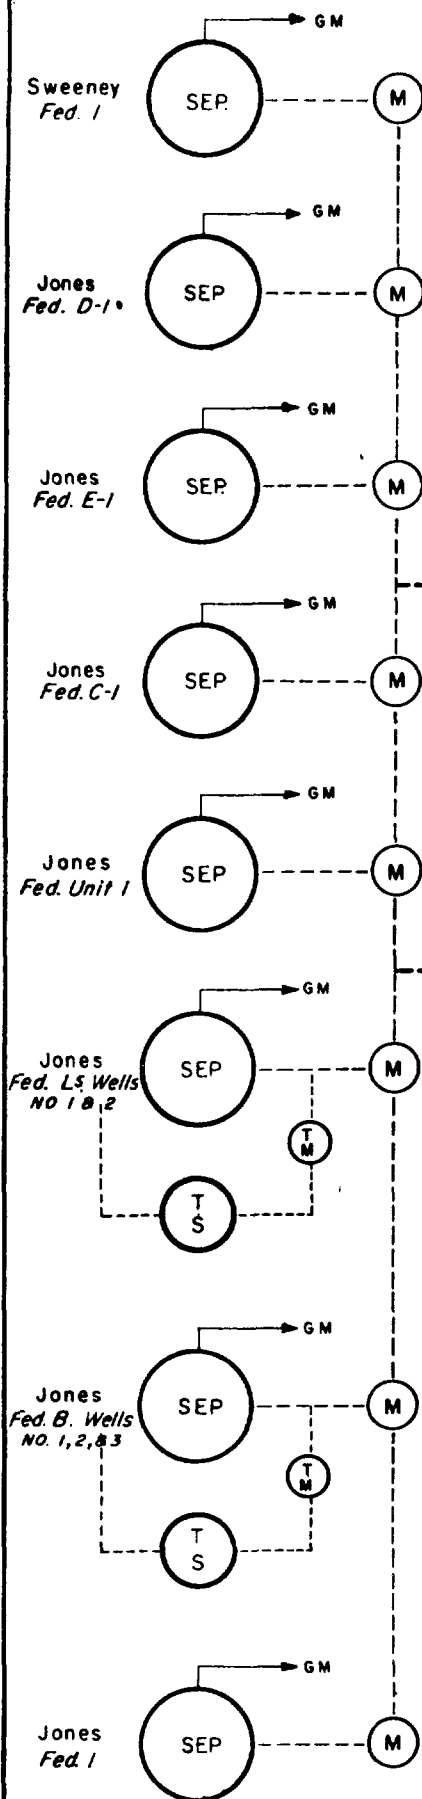 GM
Sweeney
Fed. 1
SEP.
M
GM
Jones
Fed. D-1
SEP
M
GM
Jones
Fed. E-1
SEP.
M
GM
Jones
Fed. C-1
SEP
M
GM
Jones
Fed. Unit 1
SEP
M
GM
Jones
Fed. LS. Wells
NO 1 & 2
SEP
M
T
M
T
S
GM
Jones
Fed. B. Wells
NO. 1, 2, & 3
SEP
M
T
M
T
S
GM
Jones
Fed. 1
SEP
M